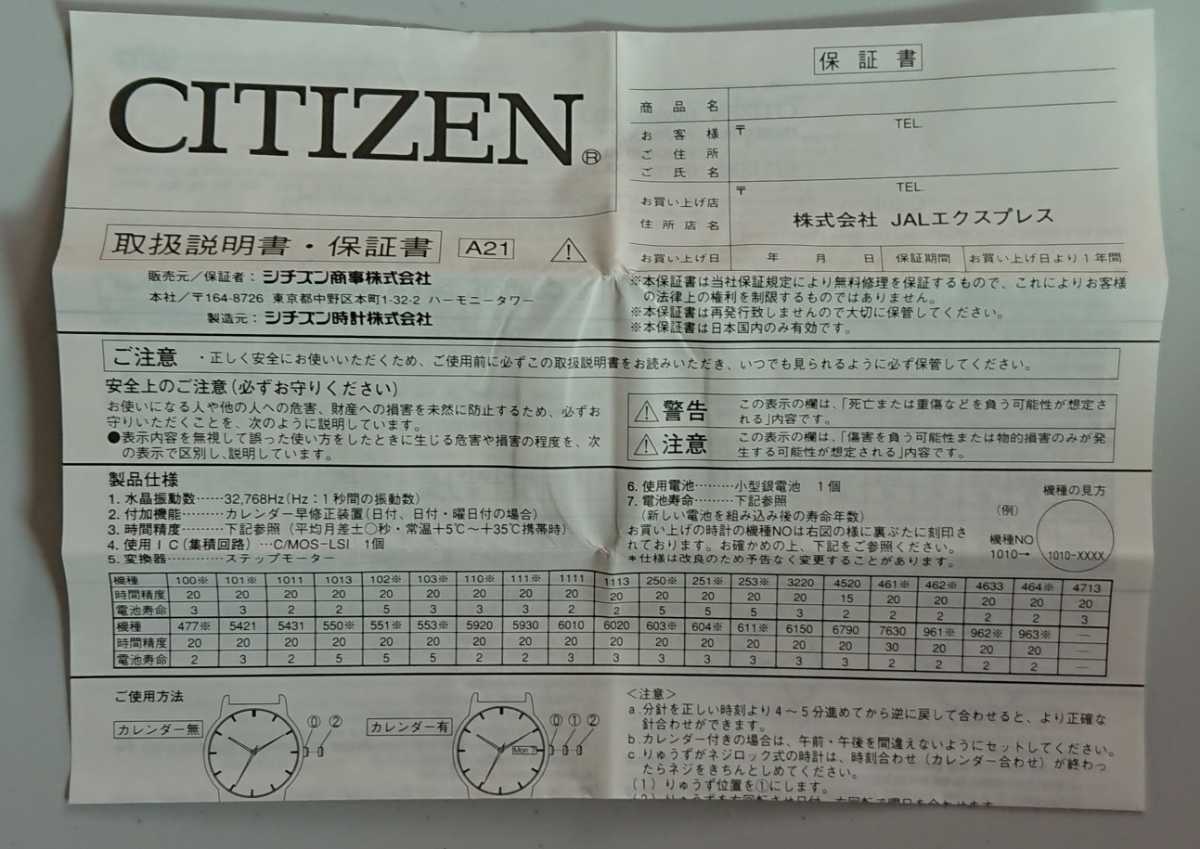 CITIZEN®
取扱説明書・保証書 A21
販売元／保証者：シチズン商事株式会社
本社／〒164-8726 東京都中野区本町1-32-2 ハーモニータワー
製造元：シチズン時計株式会社
保証書
商品名
お客様 〒 TEL.
ご住所
ご氏名
お買い上げ店 〒 TEL.
住所店名 株式会社 JALエクスプレス
お買い上げ日 年 月 日 保証期間 お買い上げ日より1年間
※本保証書は当社保証規定により無料修理を保証するもので、これによりお客様
の法律上の権利を制限するものではありません。
※本保証書は再発行致しませんので大切に保管してください。
※本保証書は日本国内のみ有効です。
ご注意 ・正しく安全にお使いいただくため、ご使用前に必ずこの取扱説明書をお読みいただき、いつでも見られるように必ず保管してください。
安全上のご注意（必ずお守りください）
お使いになる人や他の人への危害、財産への損害を未然に防止するため、必ずお
守りいただくことを、次のように説明しています。
●表示内容を無視して誤った使い方をしたときに生じる危害や損害の程度を、次
の表示で区別し、説明しています。
⚠警告 この表示の欄は、「死亡または重傷などを負う可能性が想定さ
れる」内容です。
⚠注意 この表示の欄は、「傷害を負う可能性または物的損害のみが発
生する可能性が想定される」内容です。
製品仕様
1. 水晶振動数……32,768Hz（Hz：1秒間の振動数）
2. 付加機能………カレンダー早修正装置（日付、日付・曜日付の場合）
3. 時間精度………下記参照（平均月差±○秒・常温+5℃〜+35℃携帯時）
4. 使用IC（集積回路）…C/MOS-LSI 1個
5. 変換器…………ステップモーター
6. 使用電池………小型銀電池 1個
7. 電池寿命………下記参照
（新しい電池を組み込み後の寿命年数）
お買い上げの時計の機種NOは右図の様に裏ぶたに刻印さ
れております。お確かめの上、下記をご参照ください。
＊仕様は改良のため予告なく変更することがあります。
機種の見方
（例）
機種NO
1010→ 1010-XXXX
機種 100※ 101※ 1011 1013 102※ 103※ 110※ 111※ 1111 1113 250※ 251※ 253※ 3220 4520 461※ 462※ 4633 464※ 4713
時間精度 20 20 20 20 20 20 20 20 20 20 20 20 20 20 15 20 20 20 20 20
電池寿命 3 3 2 2 5 3 3 3 2 2 5 5 5 3 2 2 2 2 2 3
機種 477※ 5421 5431 550※ 551※ 553※ 5920 5930 6010 6020 603※ 604※ 611※ 6150 6790 7630 961※ 962※ 963※ —
時間精度 20 20 20 20 20 20 20 20 20 20 20 20 20 20 20 30 20 20 20 —
電池寿命 2 3 2 5 5 5 2 2 3 3 3 3 3 3 3 2 2 2 2 —
ご使用方法
カレンダー無 ⓪ ②
カレンダー有 Mon ⓪ ① ②
＜注意＞
a.分針を正しい時刻より4〜5分進めてから逆に戻して合わせると、より正確な
針合わせができます。
b.カレンダー付きの場合は、午前・午後を間違えないようにセットしてください。
c.りゅうずがネジロック式の時計は、時刻合わせ（カレンダー合わせ）が終わっ
たらネジをきちんとしめてください。
（1）りゅうず位置を①にします。